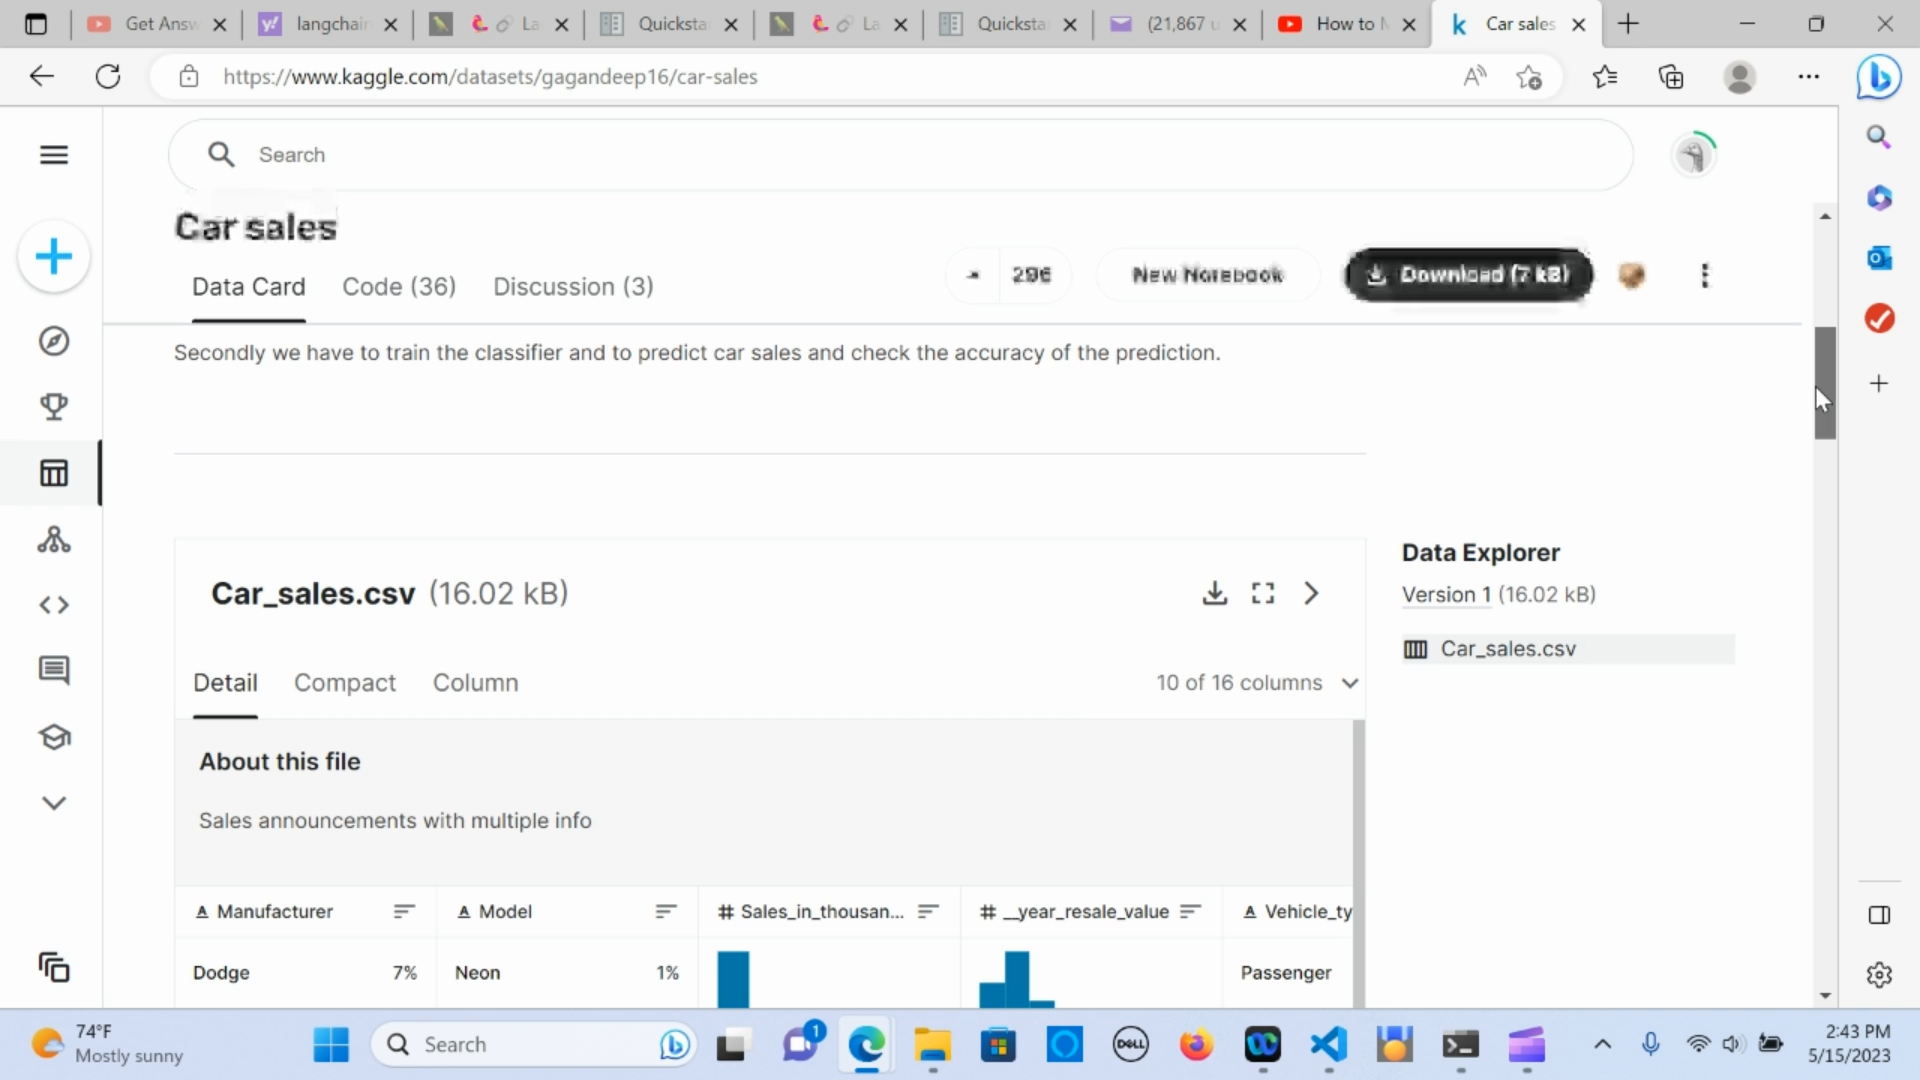 Get Answ
langchain
La
Quicksta
La
Quicksta
(21,867 u
How to M
Car sales
https://www.kaggle.com/datasets/gagandeep16/car-sales
Search
Car sales
Data Card
Code (36)
Discussion (3)
296
New Notebook
Download (7 kB)
Secondly we have to train the classifier and to predict car sales and check the accuracy of the prediction.
Car_sales.csv (16.02 kB)
Detail
Compact
Column
10 of 16 columns
About this file
Sales announcements with multiple info
Manufacturer
Model
# Sales_in_thousan...
# __year_resale_value
Vehicle_ty
Dodge
7%
Neon
1%
Passenger
Data Explorer
Version 1 (16.02 kB)
Car_sales.csv
74°F
Mostly sunny
Search
1
DELL
2:43 PM
5/15/2023